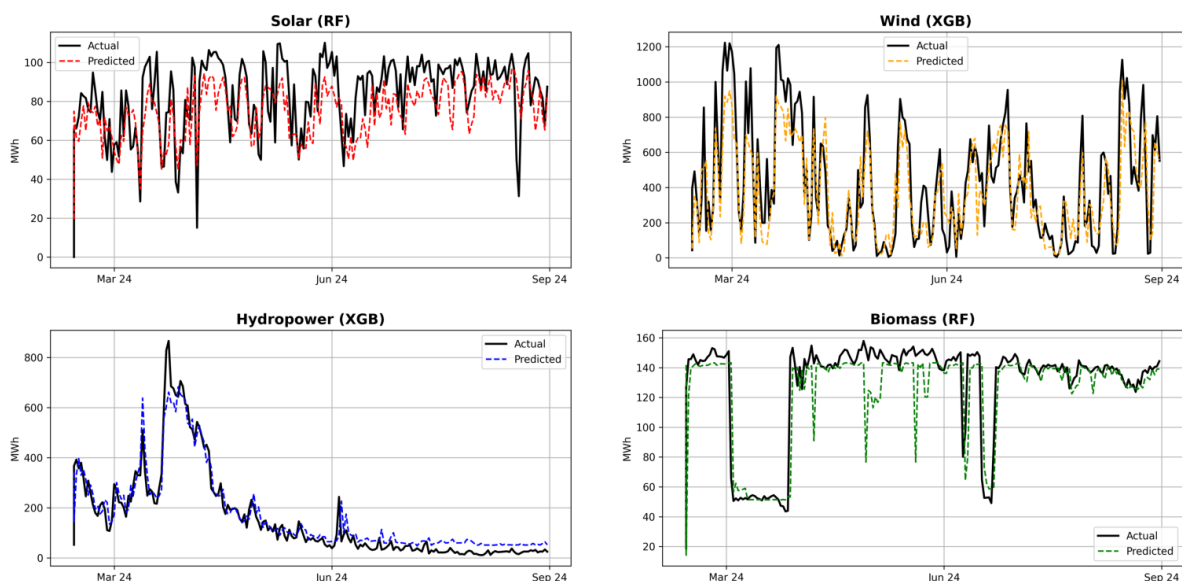 Solar (RF)
MWh
100
80
60
40
20
0
Actual
Predicted
Mar 24
Jun 24
Sep 24
Wind (XGB)
MWh
1200
1000
800
600
400
200
0
Actual
Predicted
Mar 24
Jun 24
Sep 24
Hydropower (XGB)
MWh
800
600
400
200
0
Actual
Predicted
Mar 24
Jun 24
Sep 24
Biomass (RF)
MWh
160
140
120
100
80
60
40
20
Actual
Predicted
Mar 24
Jun 24
Sep 24